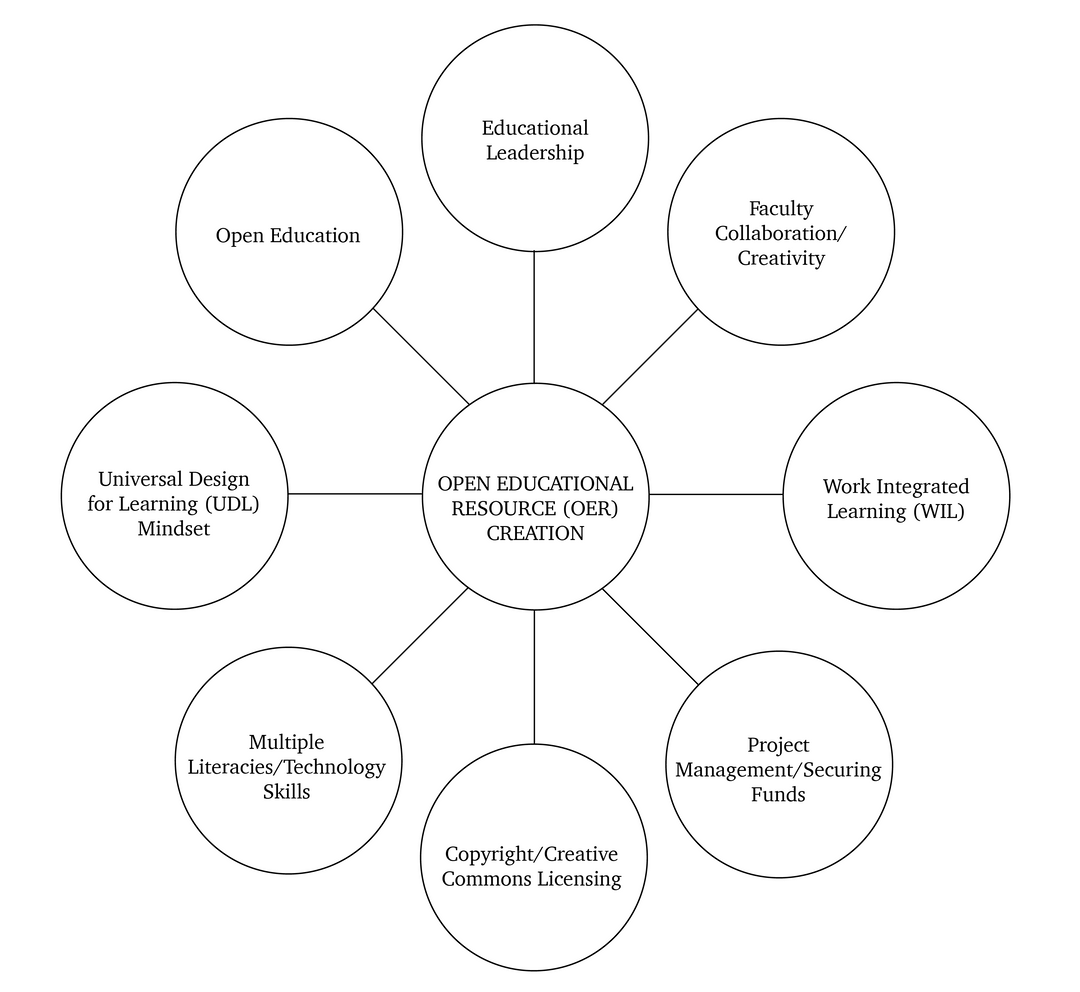 Educational
Leadership
Open Education
Faculty
Collaboration/
Creativity
Universal Design
for Learning (UDL)
Mindset
OPEN EDUCATIONAL
RESOURCE (OER)
CREATION
Work Integrated
Learning (WIL)
Multiple
Literacies/Technology
Skills
Project
Management/Securing
Funds
Copyright/Creative
Commons Licensing